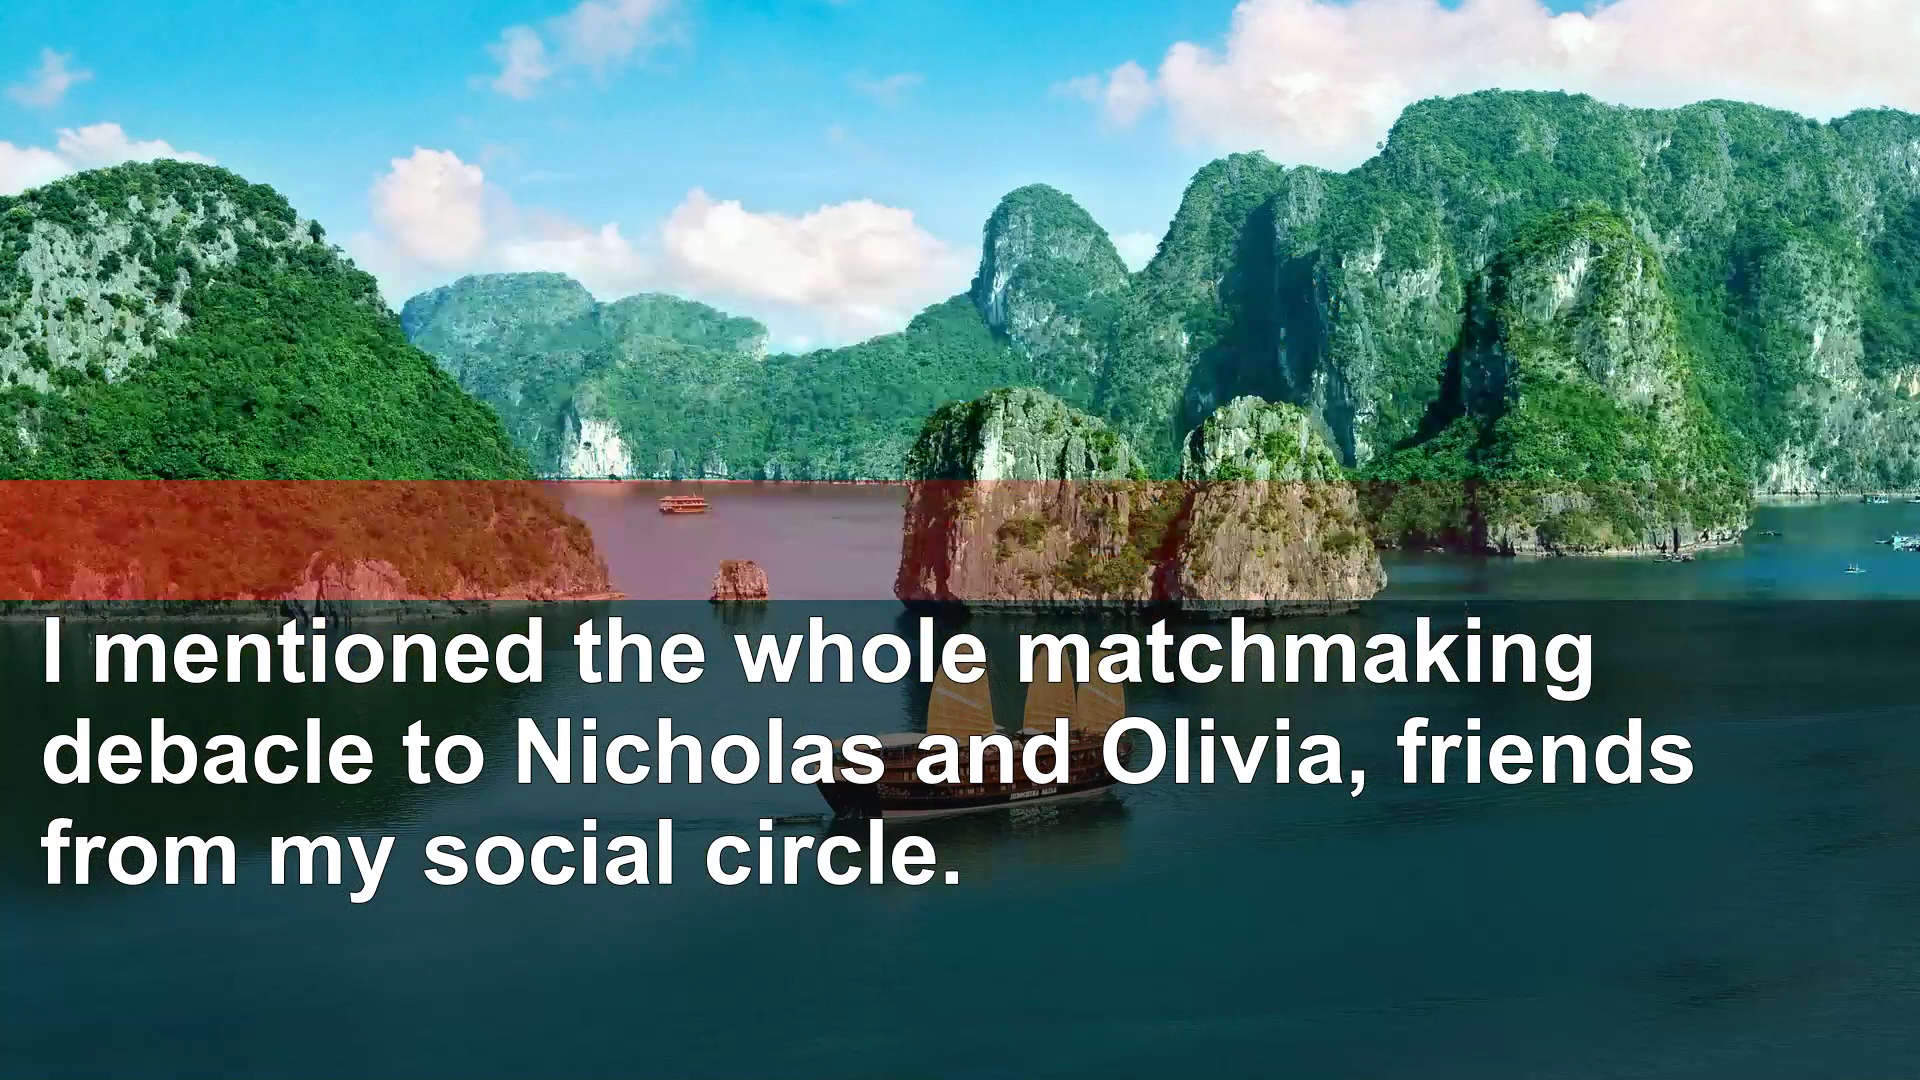 I mentioned the whole matchmaking
debacle to Nicholas and Olivia, friends
from my social circle.